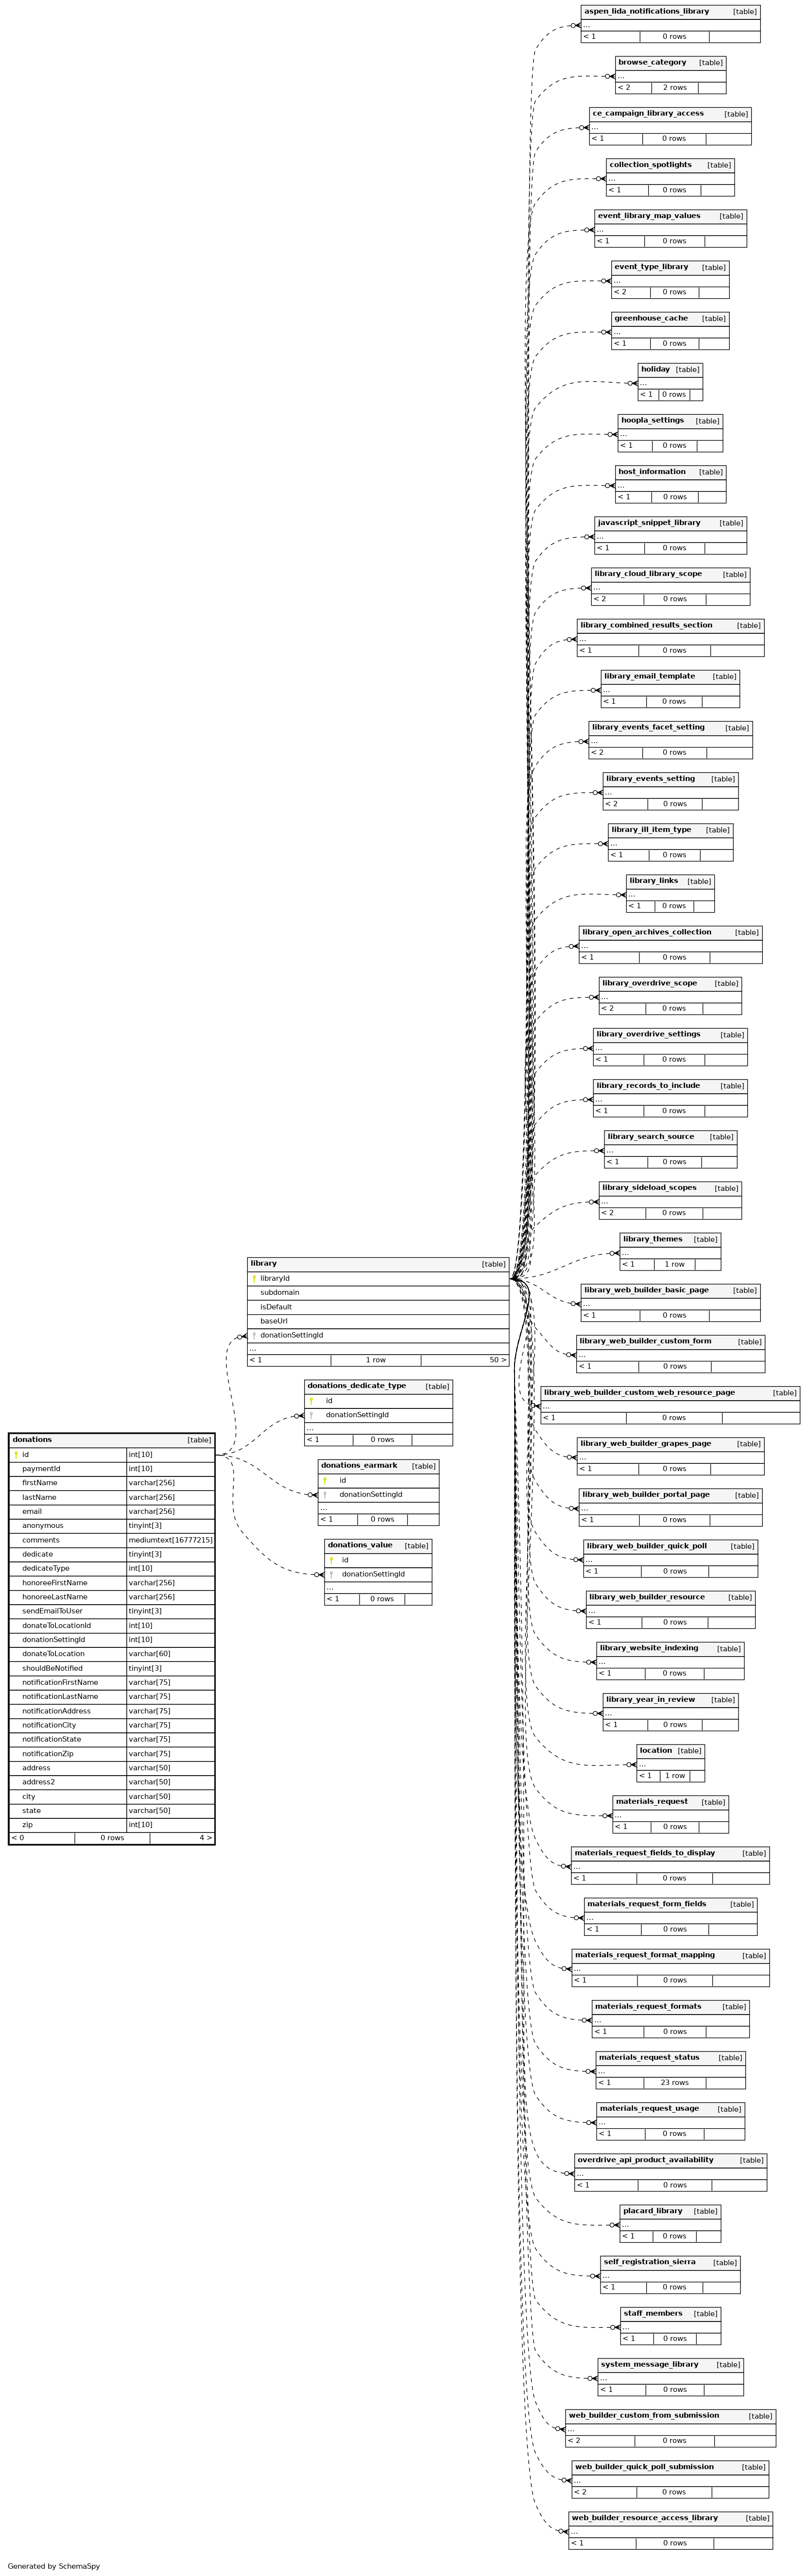 aspen_lida_notifications_library [table]
...
< 1 0 rows
browse_category [table]
...
< 2 2 rows
ce_campaign_library_access [table]
...
< 1 0 rows
collection_spotlights [table]
...
< 1 0 rows
event_library_map_values [table]
...
< 1 0 rows
event_type_library [table]
...
< 2 0 rows
greenhouse_cache [table]
...
< 1 0 rows
holiday [table]
...
< 1 0 rows
hoopla_settings [table]
...
< 1 0 rows
host_information [table]
...
< 1 0 rows
javascript_snippet_library [table]
...
< 1 0 rows
library_cloud_library_scope [table]
...
< 2 0 rows
library_combined_results_section [table]
...
< 1 0 rows
library_email_template [table]
...
< 1 0 rows
library_events_facet_setting [table]
...
< 2 0 rows
library_events_setting [table]
...
< 2 0 rows
library_ill_item_type [table]
...
< 1 0 rows
library_links [table]
...
< 1 0 rows
library_open_archives_collection [table]
...
< 1 0 rows
library_overdrive_scope [table]
...
< 2 0 rows
library_overdrive_settings [table]
...
< 1 0 rows
library_records_to_include [table]
...
< 1 0 rows
library_search_source [table]
...
< 1 0 rows
library_sideload_scopes [table]
...
< 2 0 rows
library_themes [table]
...
< 1 1 row
library [table]
libraryId
subdomain
isDefault
baseUrl
donationSettingId
...
< 1 1 row 50 >
donations_dedicate_type [table]
id
donationSettingId
...
< 1 0 rows
donations_earmark [table]
id
donationSettingId
...
< 1 0 rows
donations_value [table]
id
donationSettingId
...
< 1 0 rows
donations [table]
id int[10]
paymentId int[10]
firstName varchar[256]
lastName varchar[256]
email varchar[256]
anonymous tinyint[3]
comments mediumtext[16777215]
dedicate tinyint[3]
dedicateType int[10]
honoreeFirstName varchar[256]
honoreeLastName varchar[256]
sendEmailToUser tinyint[3]
donateToLocationId int[10]
donationSettingId int[10]
donateToLocation varchar[60]
shouldBeNotified tinyint[3]
notificationFirstName varchar[75]
notificationLastName varchar[75]
notificationAddress varchar[75]
notificationCity varchar[75]
notificationState varchar[75]
notificationZip varchar[75]
address varchar[50]
address2 varchar[50]
city varchar[50]
state varchar[50]
zip int[10]
< 0 0 rows 4 >
library_web_builder_basic_page [table]
...
< 1 0 rows
library_web_builder_custom_form [table]
...
< 1 0 rows
library_web_builder_custom_web_resource_page [table]
...
< 1 0 rows
library_web_builder_grapes_page [table]
...
< 1 0 rows
library_web_builder_portal_page [table]
...
< 1 0 rows
library_web_builder_quick_poll [table]
...
< 1 0 rows
library_web_builder_resource [table]
...
< 1 0 rows
library_website_indexing [table]
...
< 1 0 rows
library_year_in_review [table]
...
< 1 0 rows
location [table]
...
< 1 1 row
materials_request [table]
...
< 1 0 rows
materials_request_fields_to_display [table]
...
< 1 0 rows
materials_request_form_fields [table]
...
< 1 0 rows
materials_request_format_mapping [table]
...
< 1 0 rows
materials_request_formats [table]
...
< 1 0 rows
materials_request_status [table]
...
< 1 23 rows
materials_request_usage [table]
...
< 1 0 rows
overdrive_api_product_availability [table]
...
< 1 0 rows
placard_library [table]
...
< 1 0 rows
self_registration_sierra [table]
...
< 1 0 rows
staff_members [table]
...
< 1 0 rows
system_message_library [table]
...
< 1 0 rows
web_builder_custom_from_submission [table]
...
< 2 0 rows
web_builder_quick_poll_submission [table]
...
< 2 0 rows
web_builder_resource_access_library [table]
...
< 1 0 rows
Generated by SchemaSpy